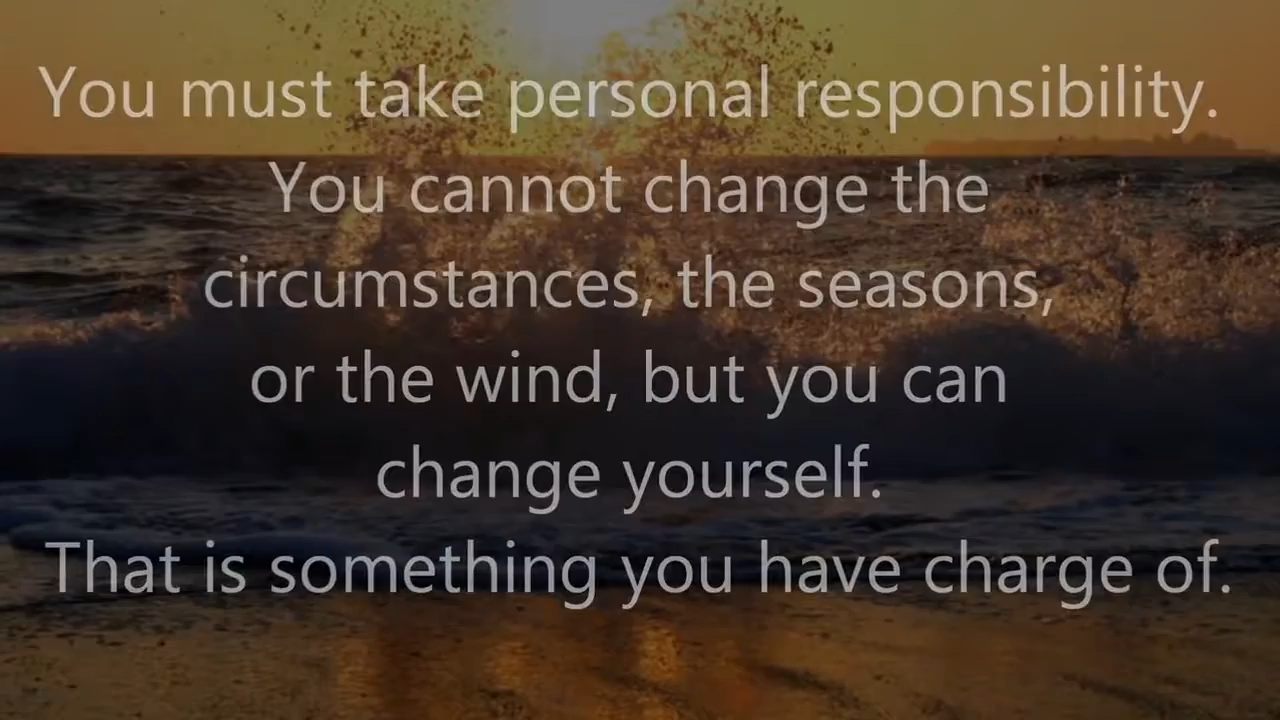 You must take personal responsibility.
You cannot change the
circumstances, the seasons,
or the wind, but you can
change yourself.
That is something you have charge of.